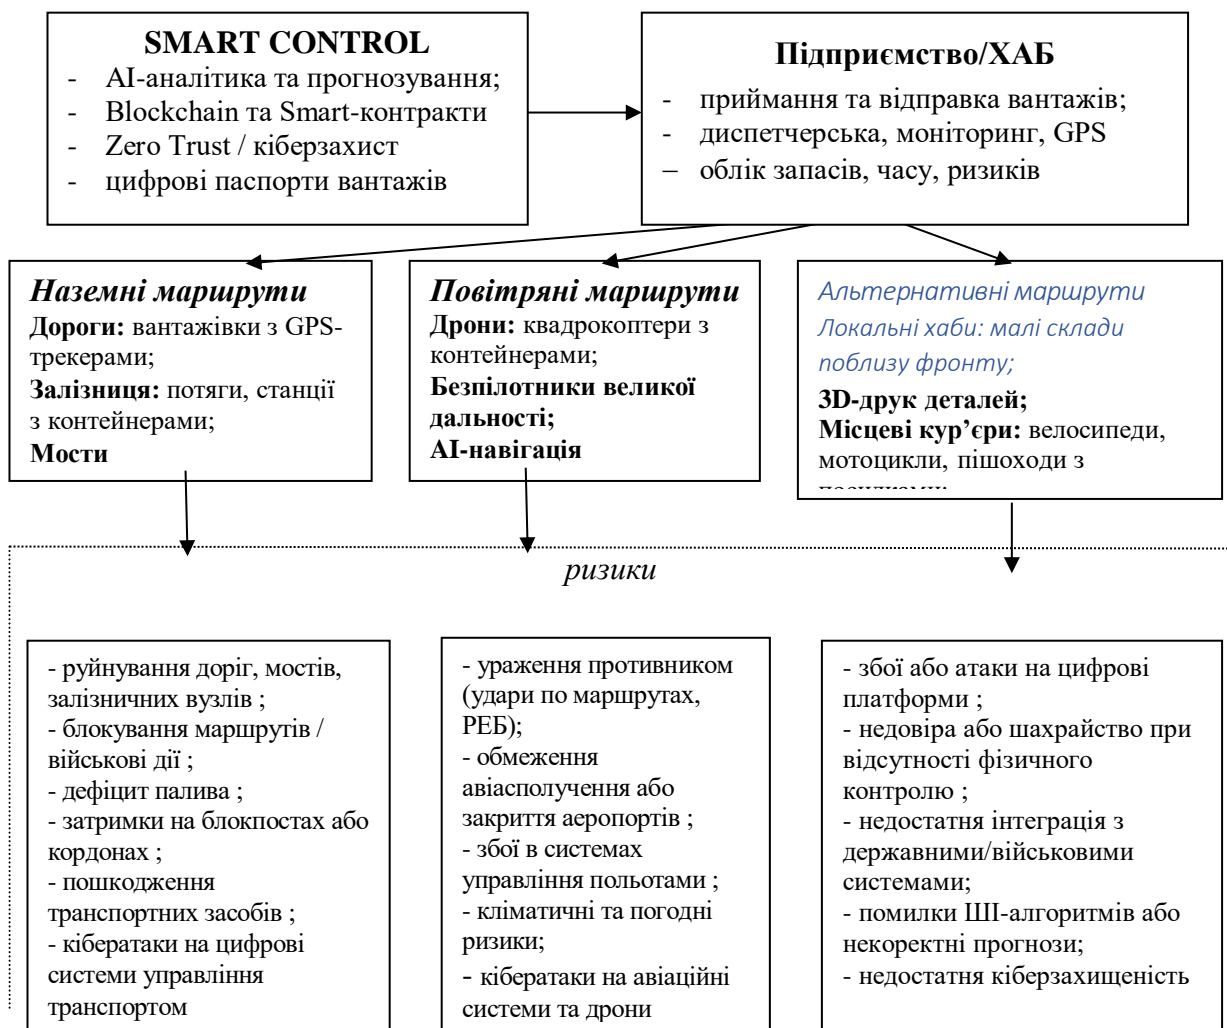 SMART CONTROL
- AI-аналітика та прогнозування;
- Blockchain та Smart-контракти
- Zero Trust / кіберзахист
- цифрові паспорти вантажів
Підприємство/ХАБ
- приймання та відправка вантажів;
- диспетчерська, моніторинг, GPS
– облік запасів, часу, ризиків
Наземні маршрути
Дороги: вантажівки з GPS-
трекерами;
Залізниця: потяги, станції
з контейнерами;
Мости
Повітряні маршрути
Дрони: квадрокоптери з
контейнерами;
Безпілотники великої
дальності;
AI-навігація
Альтернативні маршрути
Локальні хаби: малі склади
поблизу фронту;
3D-друк деталей;
Місцеві кур’єри: велосипеди,
мотоцикли, пішоходи з
ризики
- руйнування доріг, мостів,
залізничних вузлів ;
- блокування маршрутів /
військові дії ;
- дефіцит палива ;
- затримки на блокпостах або
кордонах ;
- пошкодження
транспортних засобів ;
- кібератаки на цифрові
системи управління
транспортом
- ураження противником
(удари по маршрутах,
РЕБ);
- обмеження
авіасполучення або
закриття аеропортів ;
- збої в системах
управління польотами ;
- кліматичні та погодні
ризики;
- кібератаки на авіаційні
системи та дрони
- збої або атаки на цифрові
платформи ;
- недовіра або шахрайство при
відсутності фізичного
контролю ;
- недостатня інтеграція з
державними/військовими
системами;
- помилки ШІ-алгоритмів або
некоректні прогнози;
- недостатня кіберзахищеність